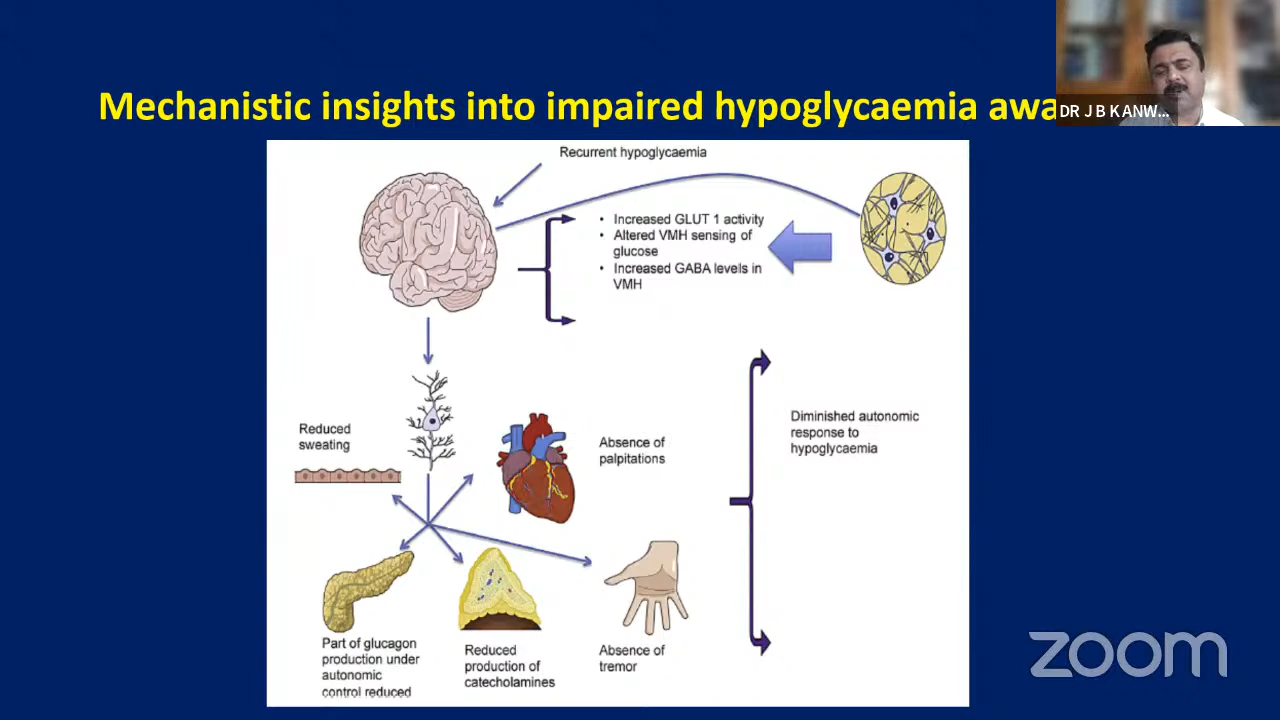 Mechanistic insights into impaired hypoglycaemia awa
DR J B KANW...
Recurrent hypoglycaemia
• Increased GLUT 1 activity
• Altered VMH sensing of
glucose
• Increased GABA levels in
VMH
Reduced
sweating
Absence of
palpitations
Diminished autonomic
response to
hypoglycaemia
Part of glucagon
production under
autonomic
control reduced
Reduced
production of
catecholamines
Absence of
tremor
zoom